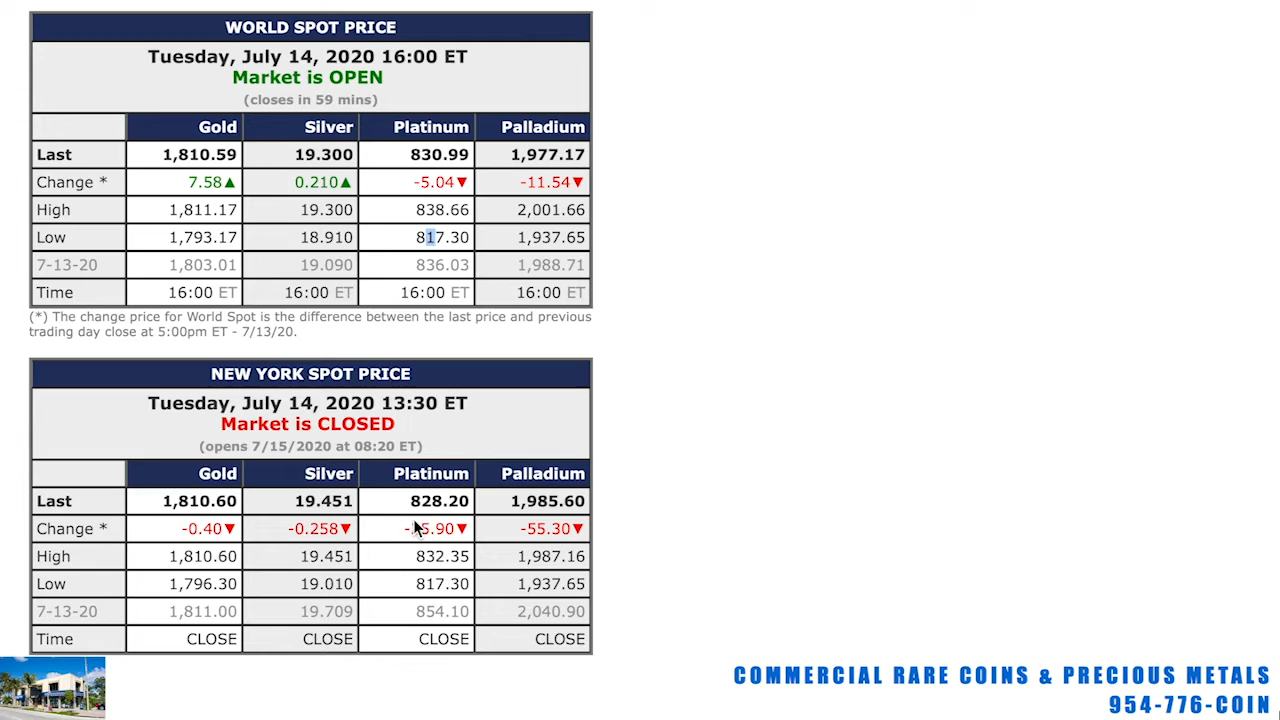 WORLD SPOT PRICE
Tuesday, July 14, 2020 16:00 ET
Market is OPEN
(closes in 59 mins)
Gold Silver Platinum Palladium
Last 1,810.59 19.300 830.99 1,977.17
Change * 7.58▲ 0.210▲ -5.04▼ -11.54▼
High 1,811.17 19.300 838.66 2,001.66
Low 1,793.17 18.910 817.30 1,937.65
7-13-20 1,803.01 19.090 836.03 1,988.71
Time 16:00 ET 16:00 ET 16:00 ET 16:00 ET
(*) The change price for World Spot is the difference between the last price and previous
trading day close at 5:00pm ET - 7/13/20.
NEW YORK SPOT PRICE
Tuesday, July 14, 2020 13:30 ET
Market is CLOSED
(opens 7/15/2020 at 08:20 ET)
Gold Silver Platinum Palladium
Last 1,810.60 19.451 828.20 1,985.60
Change * -0.40▼ -0.258▼ -55.30▼
High 1,810.60 19.451 832.35 1,987.16
Low 1,796.30 19.010 817.30 1,937.65
7-13-20 1,811.00 19.709 854.10 2,040.90
Time CLOSE CLOSE CLOSE CLOSE
COMMERCIAL RARE COINS & PRECIOUS METALS
954-776-COIN